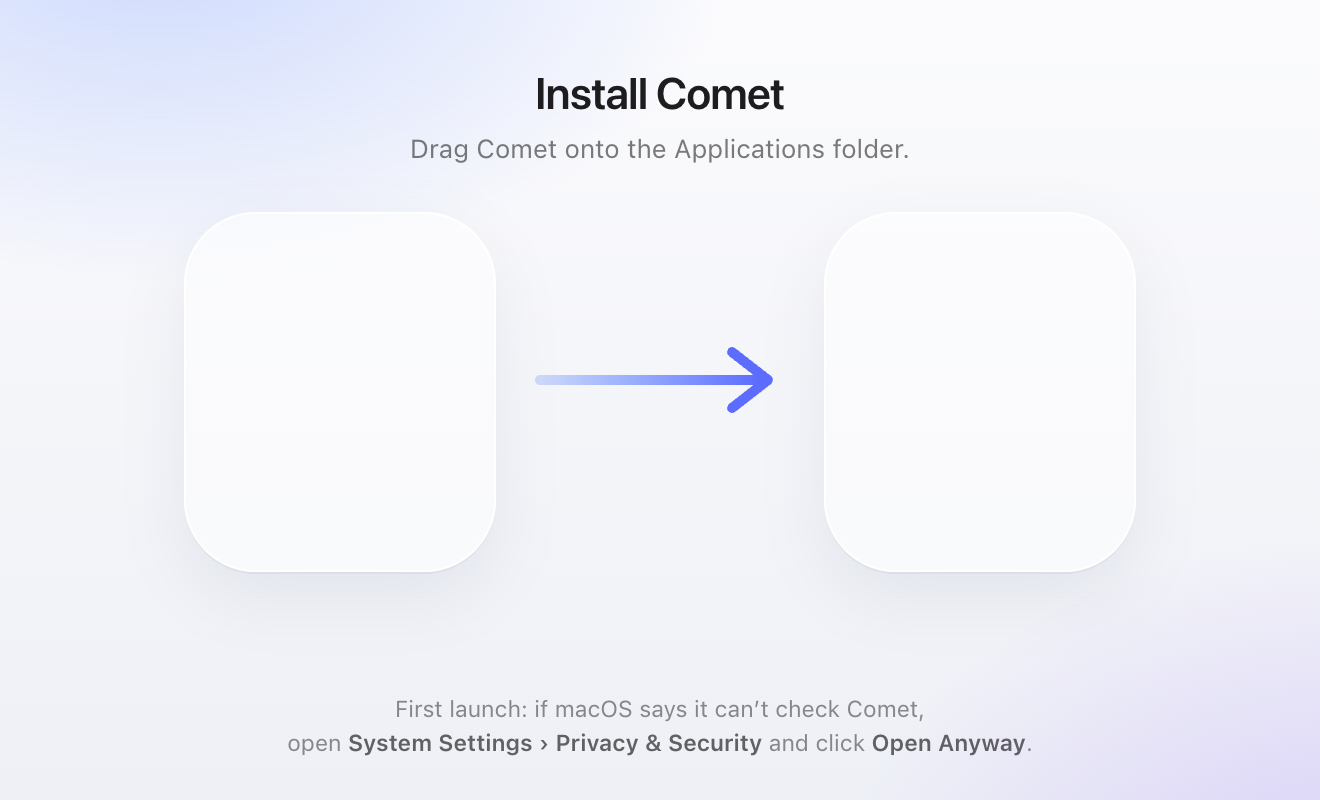 Install Comet
Drag Comet onto the Applications folder.
First launch: if macOS says it can’t check Comet,
open System Settings › Privacy & Security and click Open Anyway.